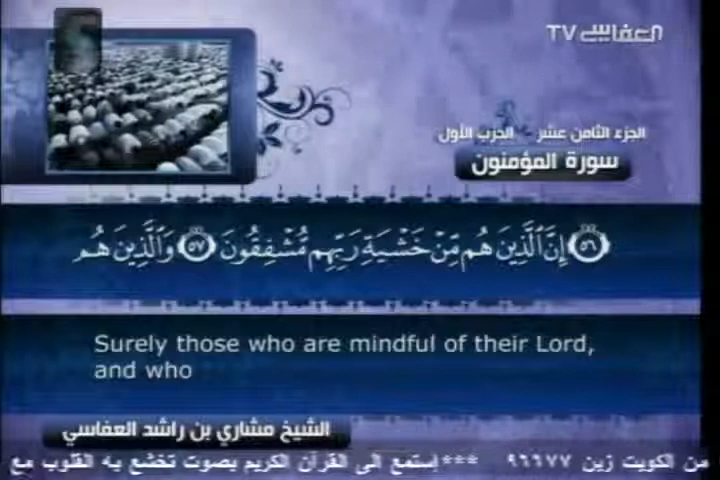 العفاسي TV
الجزء الثامن عشر الحزب الأول
سورة المؤمنون
٥٦ إِنَّ ٱلَّذِينَ هُم مِّنْ خَشْيَةِ رَبِّهِم مُّشْفِقُونَ ٥٧ وَٱلَّذِينَ هُم
Surely those who are mindful of their Lord,
and who
الشيخ مشاري بن راشد العفاسي
من الكويت زين ٩٦٦٧٧ ***إستمع الى القرآن الكريم بصوت تخشع به القلوب مع